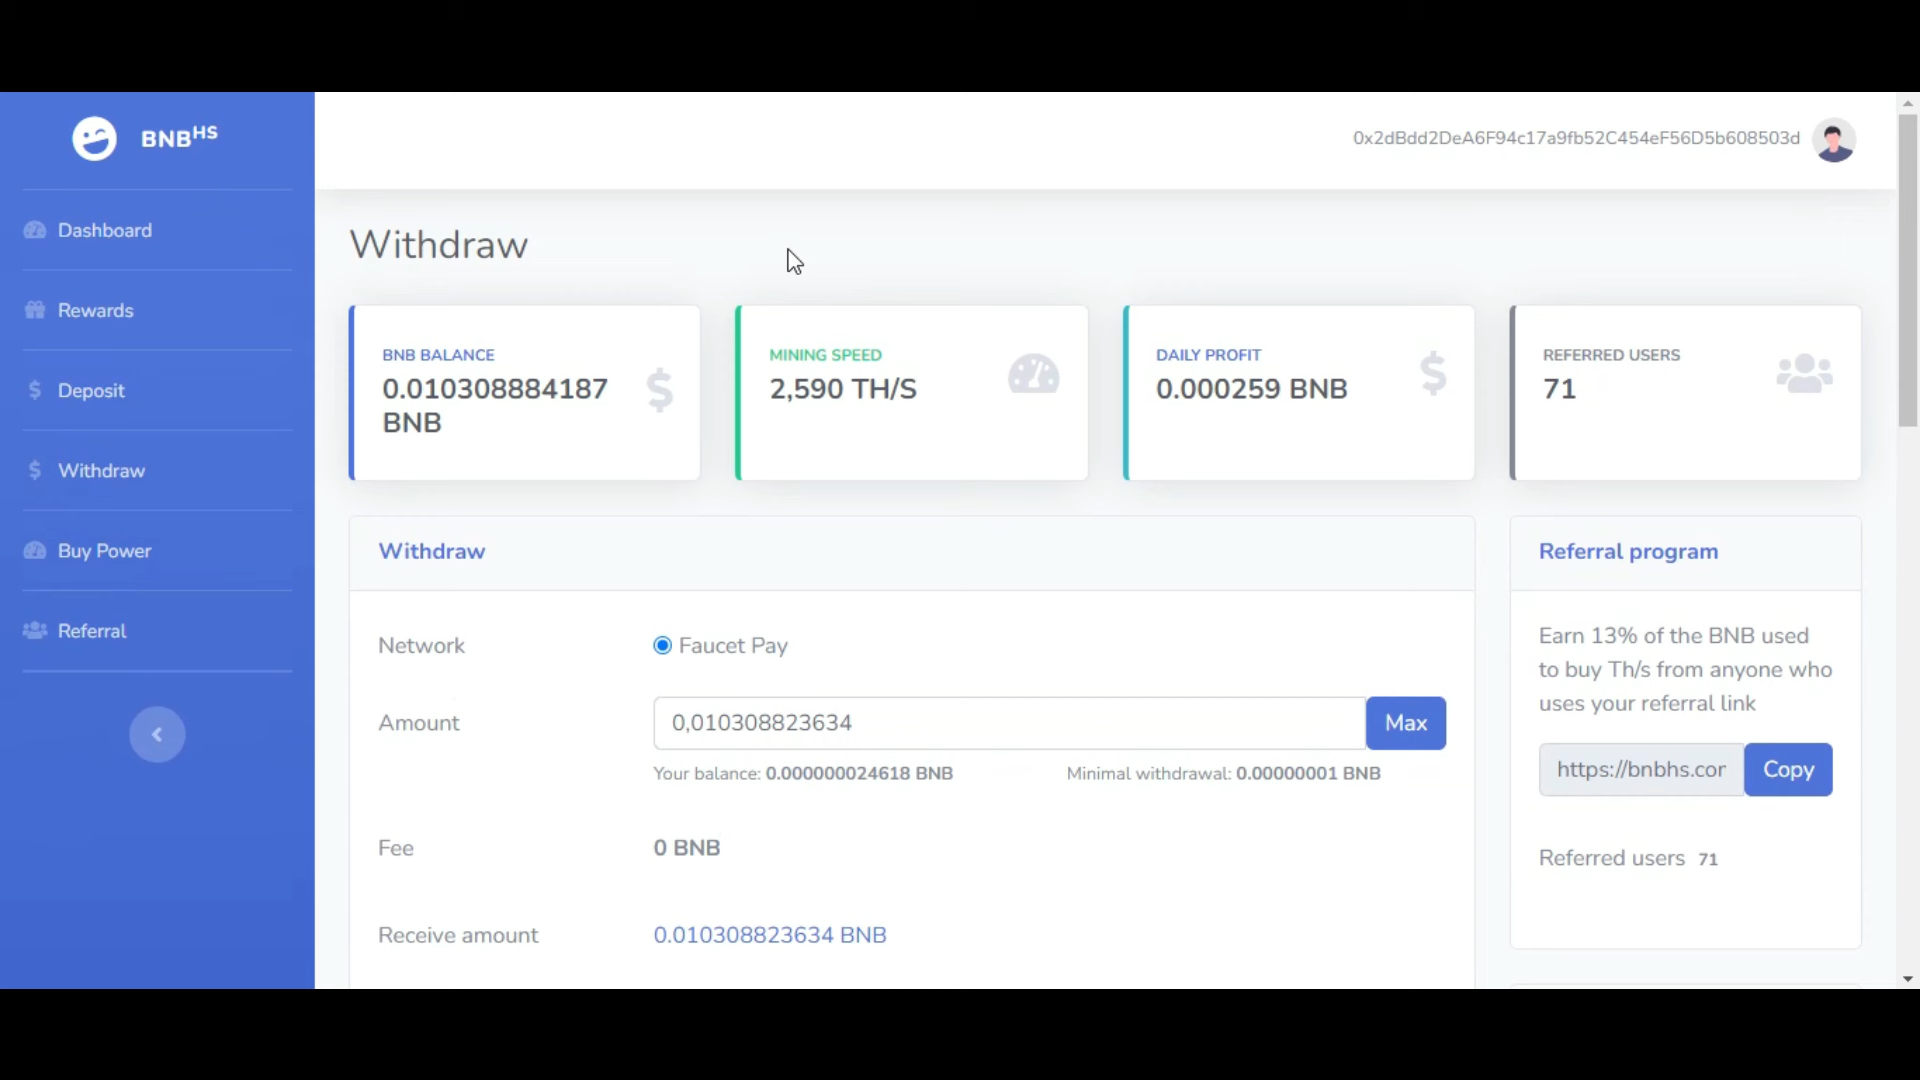 BNBHS
0x2dBdd2DeA6F94c17a9fb52C454eF56D5b608503d
Dashboard
Rewards
Deposit
Withdraw
Buy Power
Referral
Withdraw
BNB BALANCE
0.010308884187
BNB
MINING SPEED
2,590 TH/S
DAILY PROFIT
0.000259 BNB
REFERRED USERS
71
Withdraw
Network
Faucet Pay
Amount
0,010308823634
Max
Your balance: 0.000000024618 BNB
Minimal withdrawal: 0.00000001 BNB
Fee
0 BNB
Receive amount
0.010308823634 BNB
Referral program
Earn 13% of the BNB used
to buy Th/s from anyone who
uses your referral link
https://bnbhs.cor
Copy
Referred users 71